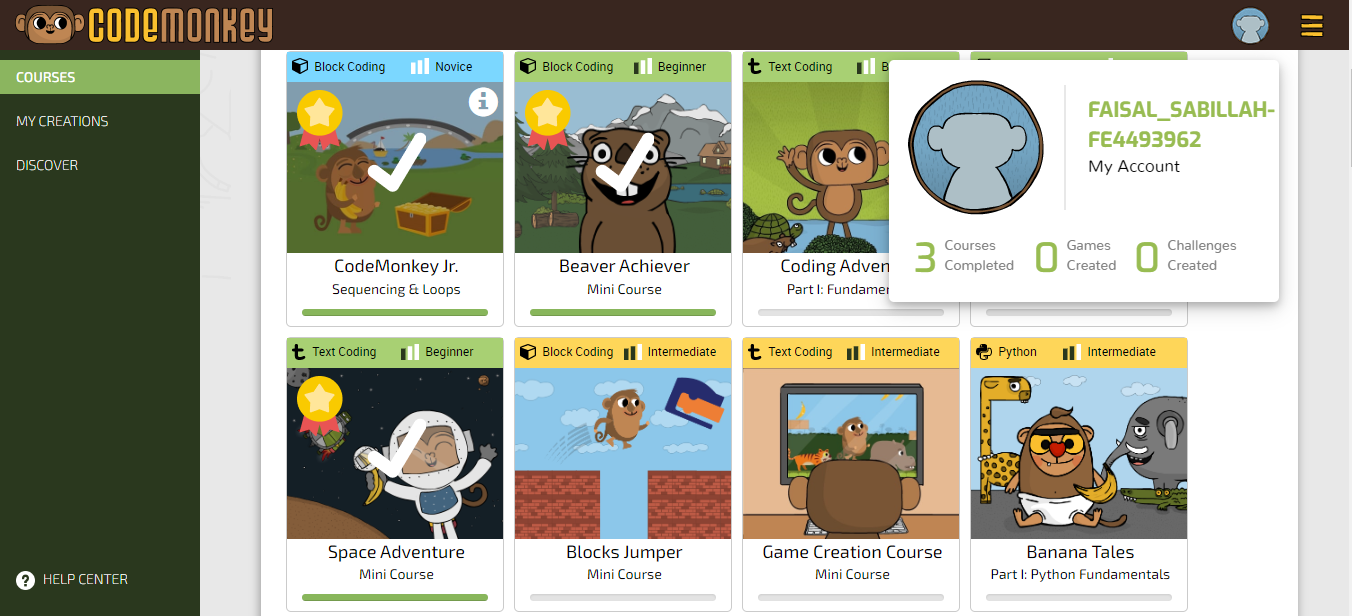 CODEMONKEY
COURSES
MY CREATIONS
DISCOVER
HELP CENTER
Block Coding Novice
CodeMonkey Jr.
Sequencing & Loops
Block Coding Beginner
Beaver Achiever
Mini Course
Text Coding B
Coding Adven
Part I: Fundamen
FAISAL_SABILLAH-
FE4493962
My Account
3 Courses
Completed
0 Games
Created
0 Challenges
Created
Text Coding Beginner
Space Adventure
Mini Course
Block Coding Intermediate
Blocks Jumper
Mini Course
Text Coding Intermediate
Game Creation Course
Mini Course
Python Intermediate
Banana Tales
Part I: Python Fundamentals